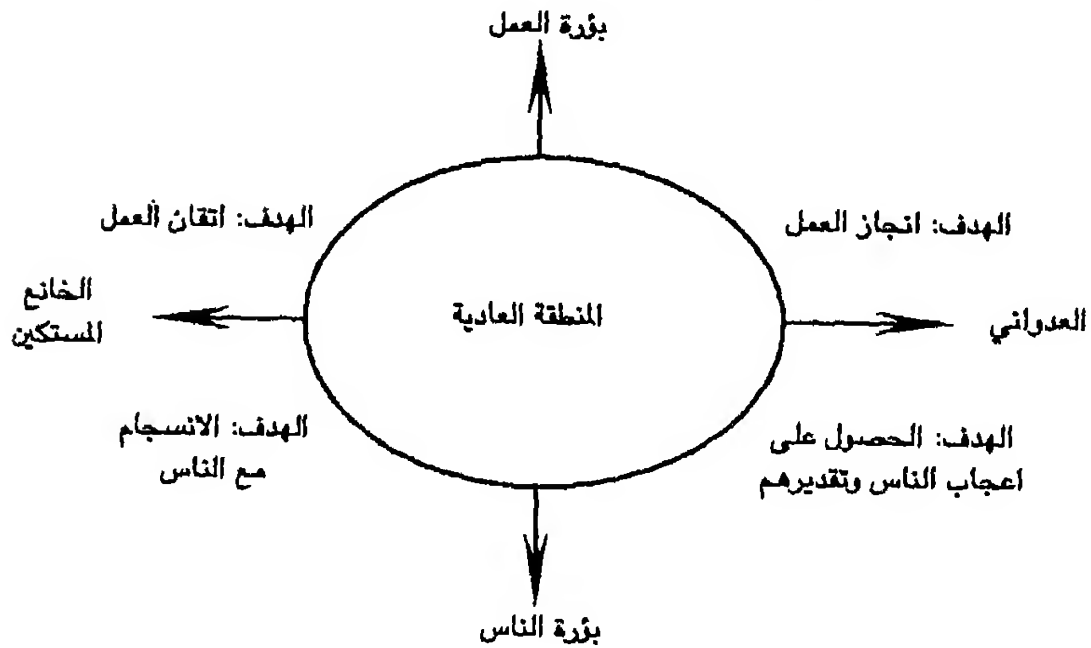 بؤرة العمل
الهدف: انجاز العمل
الهدف: اتقان العمل
العدواني
المنطقة العادية
الخانع
المستكين
الهدف: الحصول على
اعجاب الناس وتقديرهم
الهدف: الانسجام
مع الناس
بؤرة الناس